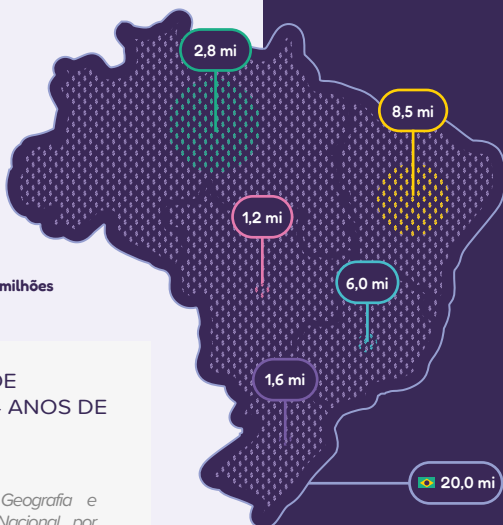 2,8 mi
8,5 mi
1,2 mi
6,0 mi
1,6 mi
20,0 mi
milhões
DE
ANOS DE
Geografia e
por